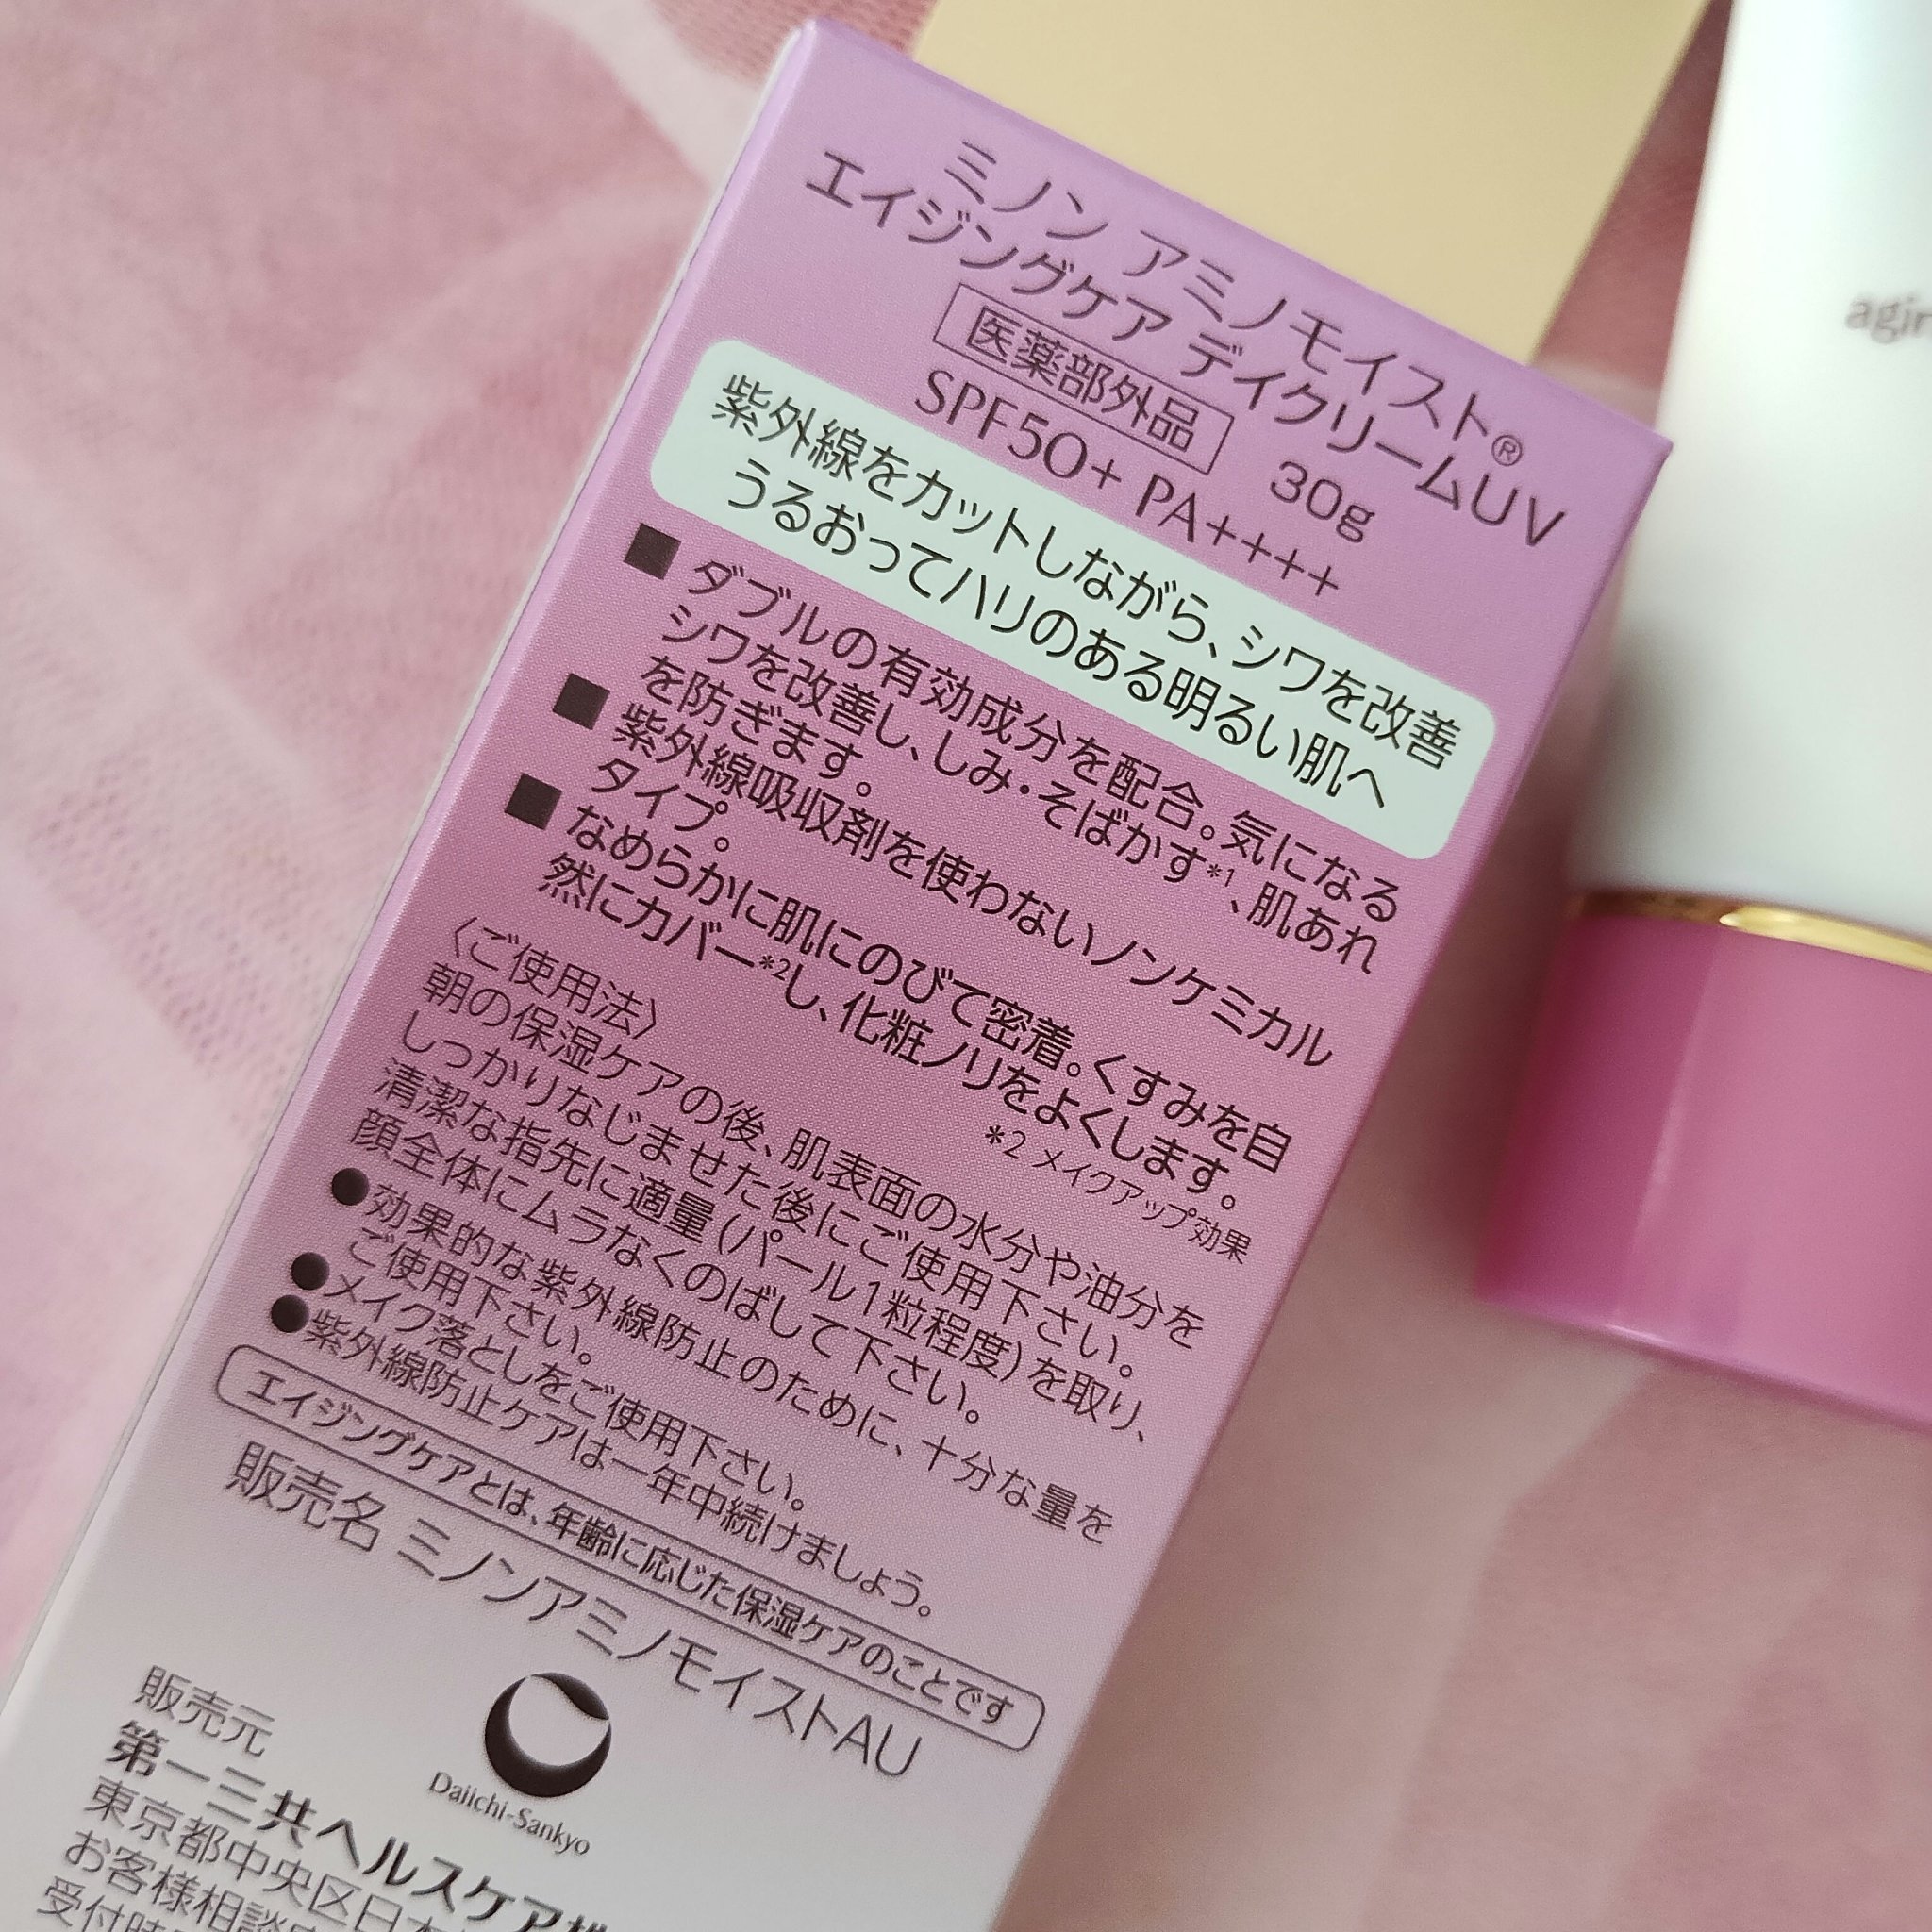 ミノン アミノモイスト®
エイジングケア デイクリームUV
医薬部外品 30g
SPF50+ PA++++
紫外線をカットしながら、シワを改善
うるおってハリのある明るい肌へ
■ダブルの有効成分を配合。気になる
シワを改善し、しみ・そばかす*1、肌あれ
を防ぎます。
■紫外線吸収剤を使わないノンケミカル
タイプ。
■なめらかに肌にのびて密着。くすみを自
然にカバー*2し、化粧ノリをよくします。
*2 メイクアップ効果
〈ご使用法〉
朝の保湿ケアの後、肌表面の水分や油分を
しっかりなじませた後にご使用下さい。
清潔な指先に適量(パール1粒程度)を取り、
顔全体にムラなくのばして下さい。
●効果的な紫外線防止のために、十分な量を
ご使用下さい。
●メイク落としをご使用下さい。
●紫外線防止ケアは一年中続けましょう。
エイジングケアとは、年齢に応じた保湿ケアのことです
販売名 ミノンアミノモイストAU
Daiichi-Sankyo
販売元
第一三共ヘルスケア
東京都中央区日本
お客様相談
受付時
agin